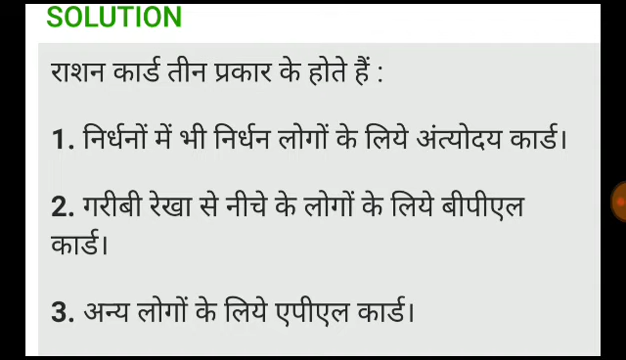 SOLUTION
राशन कार्ड तीन प्रकार के होते हैं :
1. निर्धनों में भी निर्धन लोगों के लिये अंत्योदय कार्ड।
2. गरीबी रेखा से नीचे के लोगों के लिये बीपीएल
कार्ड।
3. अन्य लोगों के लिये एपीएल कार्ड।